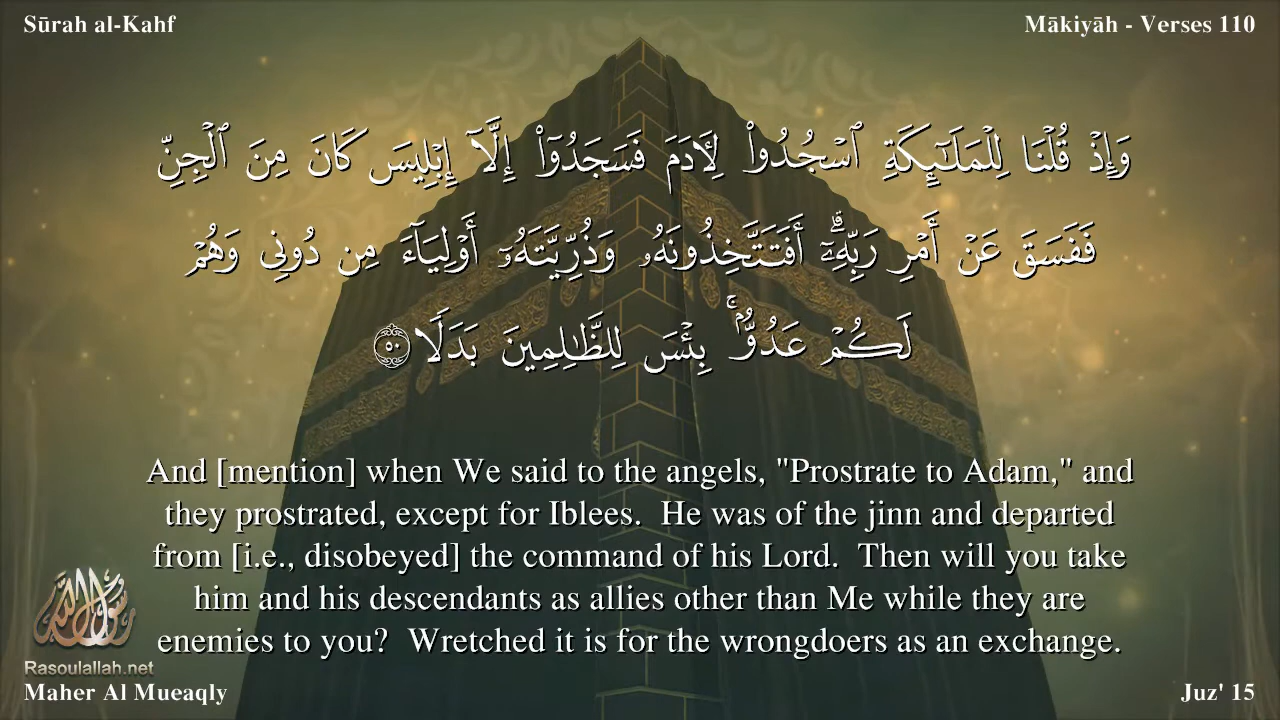 Sūrah al-Kahf
Mākiyāh - Verses 110
وَإِذْ قُلْنَا لِلْمَلَـٰٓئِكَةِ ٱسْجُدُوا۟ لِـَٔادَمَ فَسَجَدُوٓا۟ إِلَّآ إِبْلِيسَ كَانَ مِنَ ٱلْجِنِّ
فَفَسَقَ عَنْ أَمْرِ رَبِّهِۦٓ ۗ أَفَتَتَّخِذُونَهُۥ وَذُرِّيَّتَهُۥٓ أَوْلِيَآءَ مِن دُونِى وَهُمْ
لَكُمْ عَدُوٌّۢ ۚ بِئْسَ لِلظَّـٰلِمِينَ بَدَلًا ٥٠
And [mention] when We said to the angels, "Prostrate to Adam," and
they prostrated, except for Iblees.  He was of the jinn and departed
from [i.e., disobeyed] the command of his Lord.  Then will you take
him and his descendants as allies other than Me while they are
enemies to you?  Wretched it is for the wrongdoers as an exchange.
رسول الله
Rasoulallah.net
Maher Al Mueaqly
Juz' 15